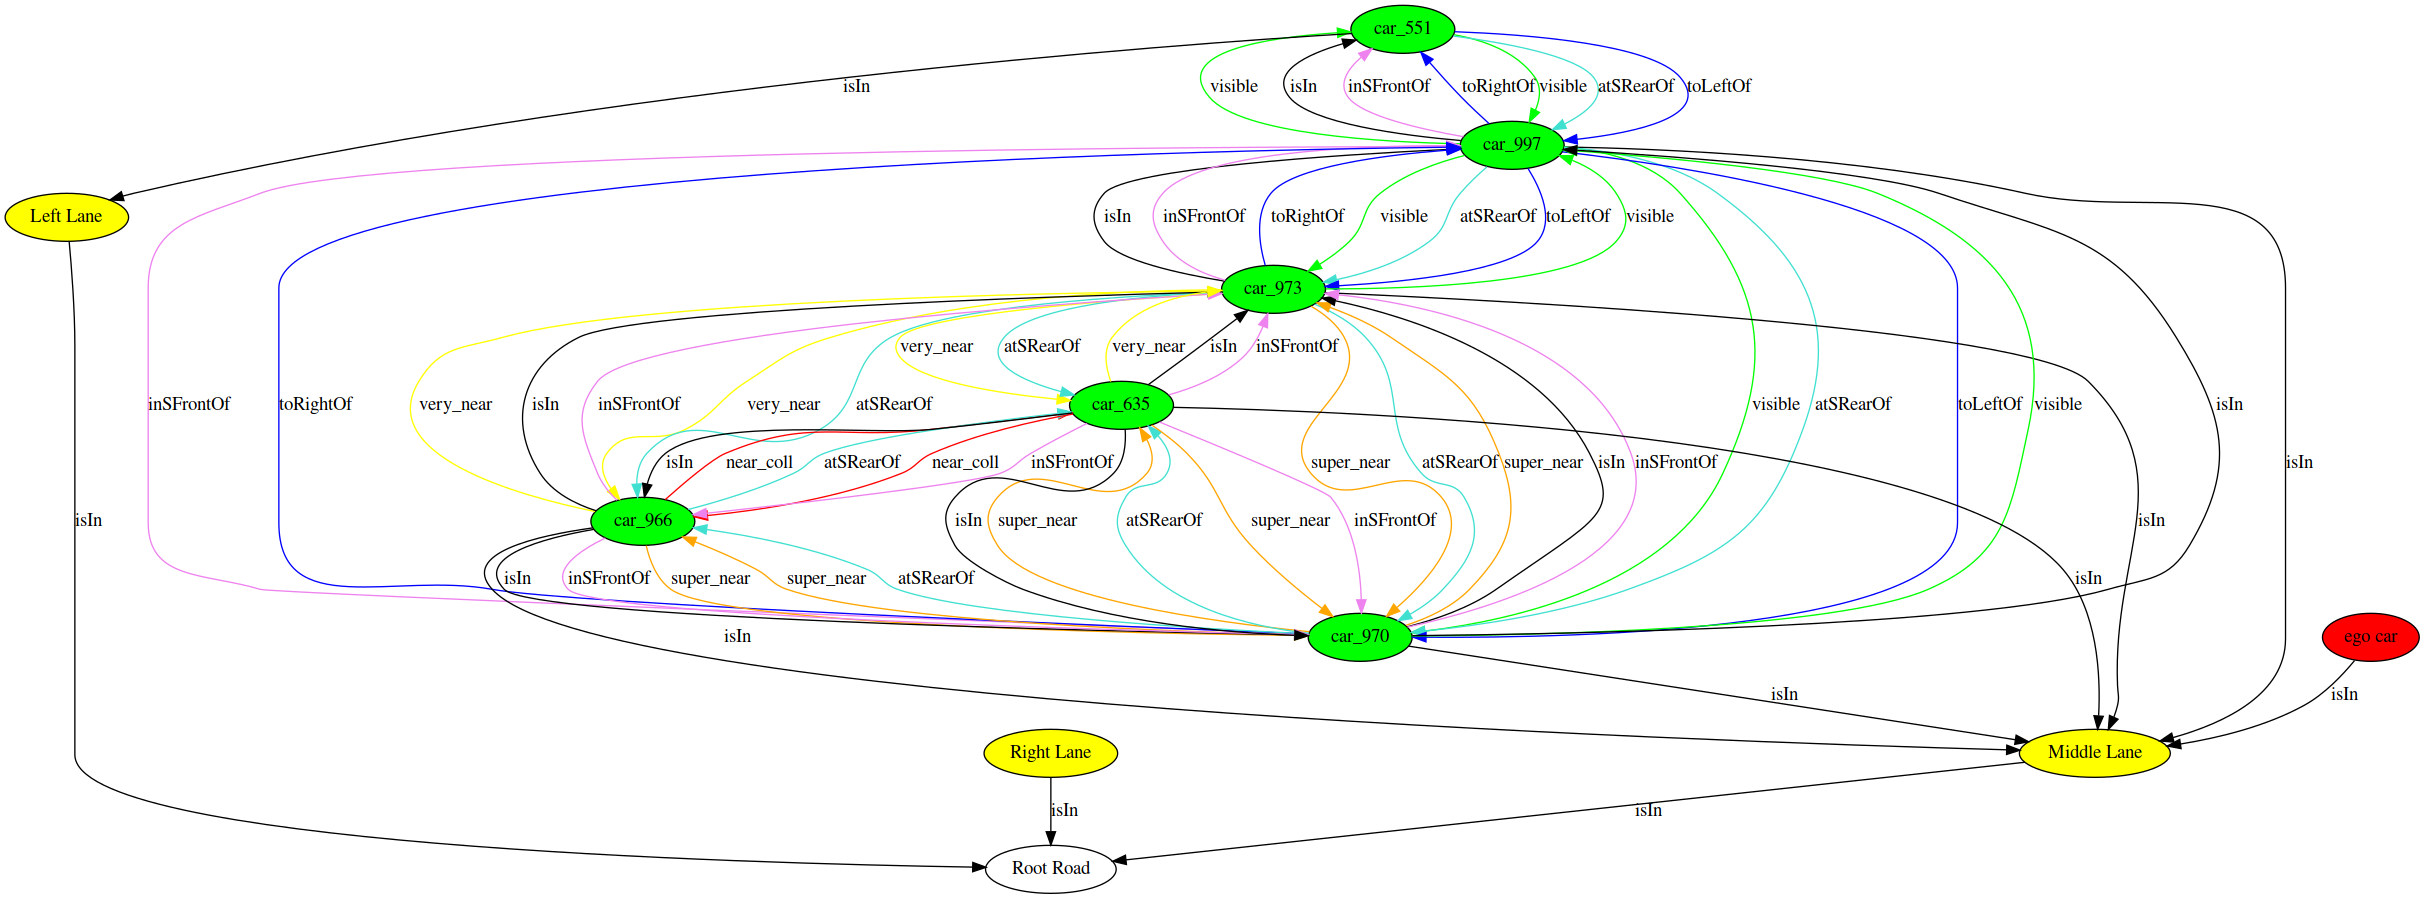 car_551
isIn
visible
isIn
inSFrontOf
toRightOf
visible
atSRearOf
toLeftOf
car_997
Left Lane
isIn
inSFrontOf
toRightOf
visible
atSRearOf
toLeftOf
visible
car_973
very_near
atSRearOf
very_near
isIn
inSFrontOf
inSFrontOf
toRightOf
very_near
isIn
inSFrontOf
very_near
atSRearOf
car_635
visible
atSRearOf
toLeftOf
visible
isIn
isIn
near_coll
atSRearOf
near_coll
inSFrontOf
super_near
atSRearOf
super_near
isIn
inSFrontOf
isIn
isIn
car_966
isIn
super_near
atSRearOf
super_near
inSFrontOf
isIn
isIn
inSFrontOf
super_near
super_near
atSRearOf
isIn
isIn
car_970
ego car
isIn
isIn
Right Lane
Middle Lane
isIn
isIn
Root Road